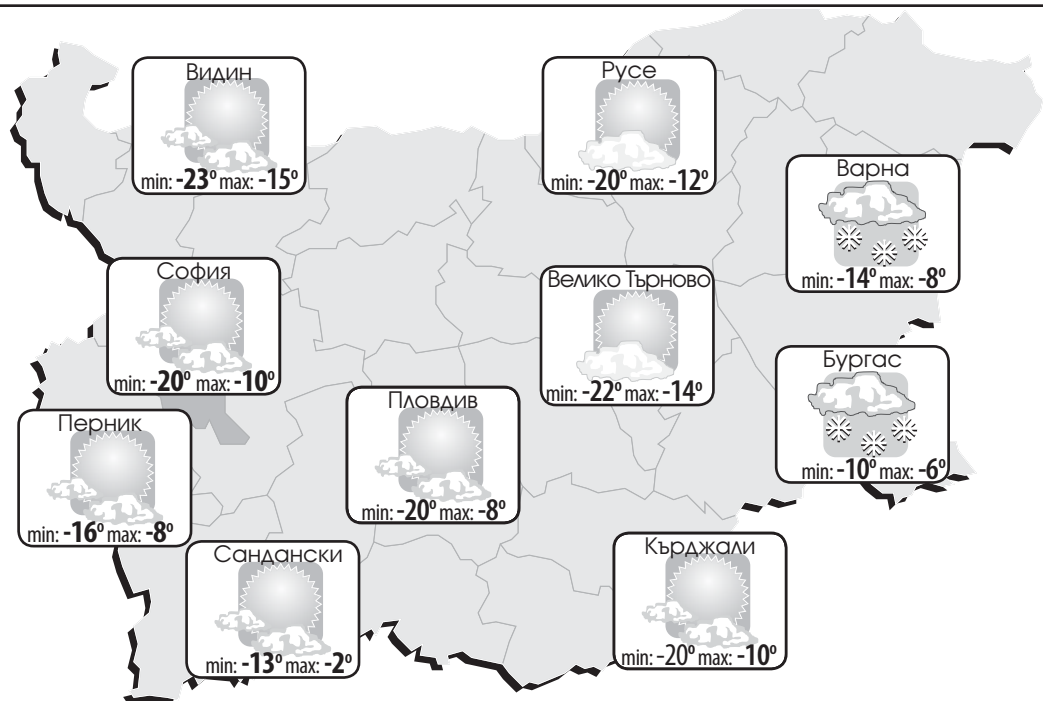 Видин
min: -23° max: -15°
Русе
min: -20° max: -12°
Варна
min: -14° max: -8°
София
min: -20° max: -10°
Велико Търново
min: -22° max: -14°
Бургас
min: -10° max: -6°
Пловдив
min: -20° max: -8°
Перник
min: -16° max: -8°
Сандански
min: -13° max: -2°
Кърджали
min: -20° max: -10°